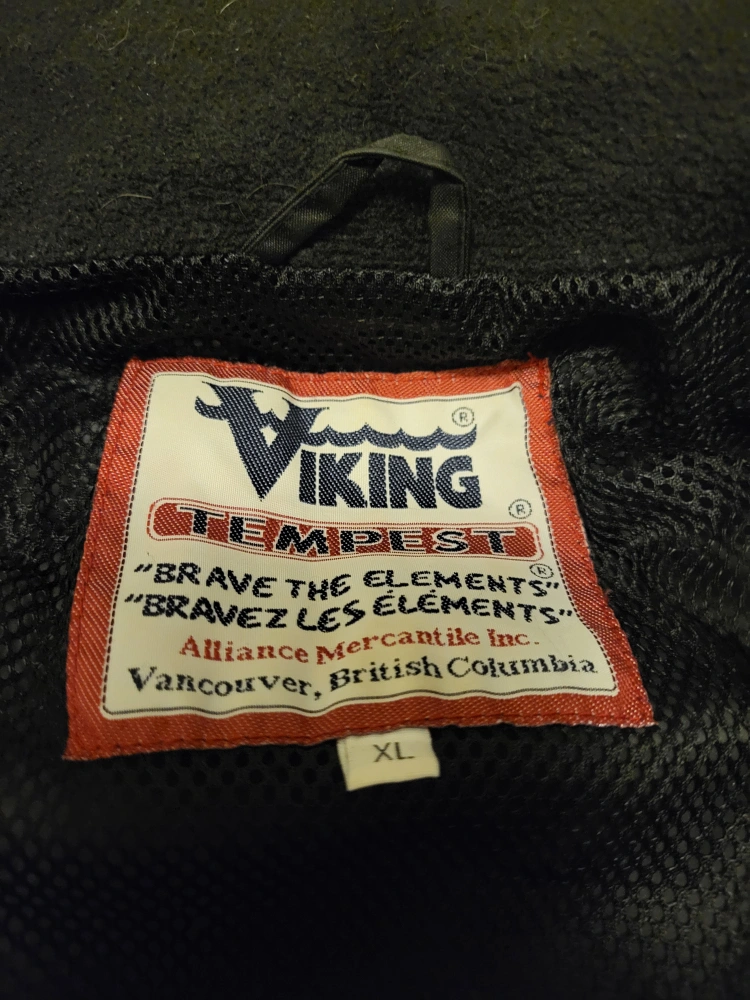 VIKING ®
TEMPEST ®
"BRAVE THE ELEMENTS" ®
"BRAVEZ LES ÉLÉMENTS"
Alliance Mercantile Inc.
Vancouver, British Columbia
XL